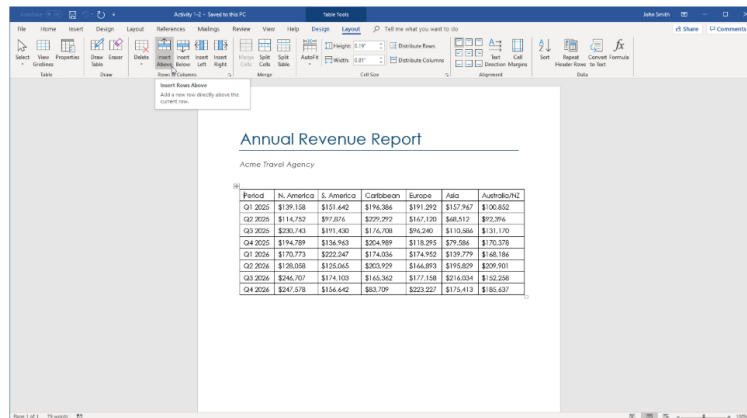 Activity 1-2 - Saved to this PC
Table Tools
Jane Smith
File Home Insert Design Layout References Mailings Review View Help Design Layout Tell me what you want to do
Share Comments
Select View Gridlines Properties Draw Table Eraser Delete Insert Above Insert Below Insert Left Insert Right Merge Cells Split Cells Split Table AutoFit Height: 0.19" Width: 0.81" Distribute Rows Distribute Columns Text Direction Cell Margins Sort Repeat Header Rows Convert to Text Formula
Table Draw Rows & Columns Merge Cell Size Alignment Data
Insert Rows Above
Add a new row directly above the
current row.
Annual Revenue Report
Acme Travel Agency
Period N. America S. America Caribbean Europe Asia Australia/NZ
Q1 2025 $139,158 $151,642 $196,386 $191,292 $157,967 $100,852
Q2 2025 $114,752 $97,876 $229,292 $167,120 $68,512 $92,396
Q3 2025 $230,743 $191,430 $176,708 $96,240 $110,586 $131,170
Q4 2025 $194,789 $136,963 $204,989 $118,295 $79,586 $170,378
Q1 2026 $170,773 $222,247 $174,036 $174,952 $139,779 $168,186
Q2 2026 $128,058 $125,065 $203,929 $166,893 $195,829 $209,901
Q3 2026 $246,707 $174,103 $165,362 $177,158 $216,034 $152,258
Q4 2026 $247,578 $156,642 $83,709 $223,227 $175,413 $185,637
Page 1 of 1 79 words